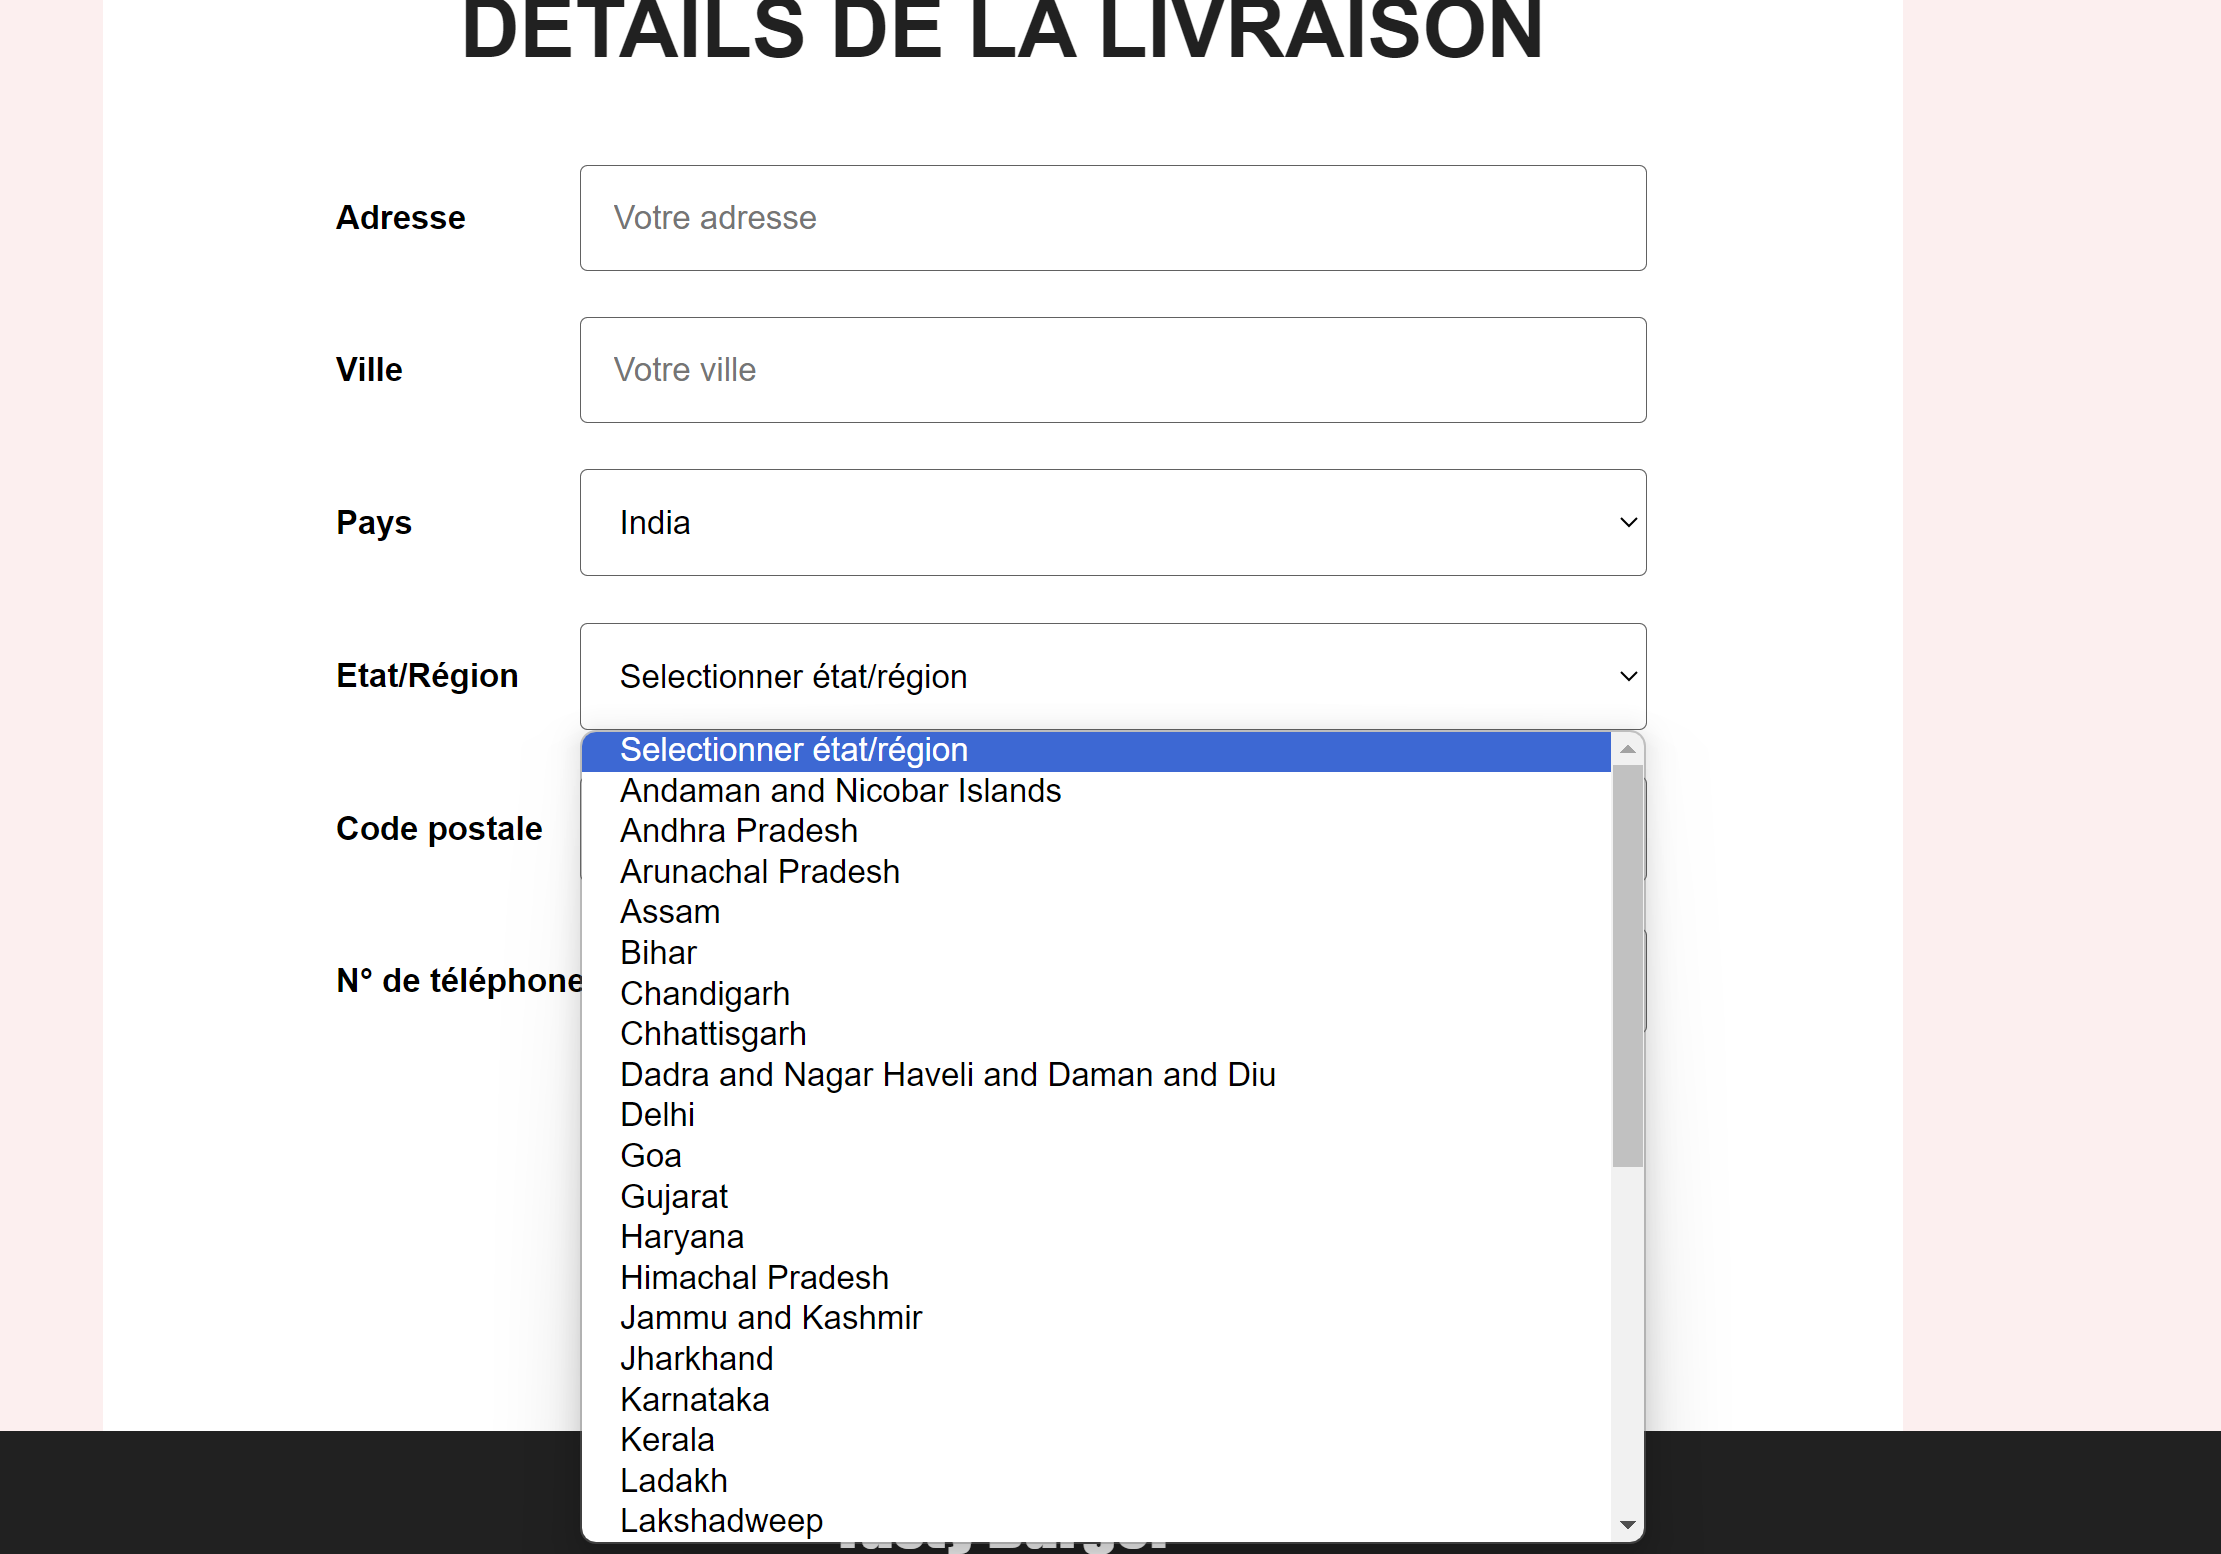 DETAILS DE LA LIVRAISON
Adresse
Votre adresse
Ville
Votre ville
Pays
India
Etat/Région
Selectionner état/région
Selectionner état/région
Andaman and Nicobar Islands
Andhra Pradesh
Code postale
Arunachal Pradesh
Assam
Bihar
N° de téléphone
Chandigarh
Chhattisgarh
Dadra and Nagar Haveli and Daman and Diu
Delhi
Goa
Gujarat
Haryana
Himachal Pradesh
Jammu and Kashmir
Jharkhand
Karnataka
Kerala
Ladakh
Lakshadweep